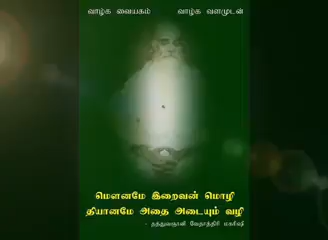 வாழ்க வையகம் வாழ்க வளமுடன்
மௌனமே இறைவன் மொழி
தியானமே அதை அடையும் வழி
- தத்துவஞானி வேதாத்திரி மகரிஷி